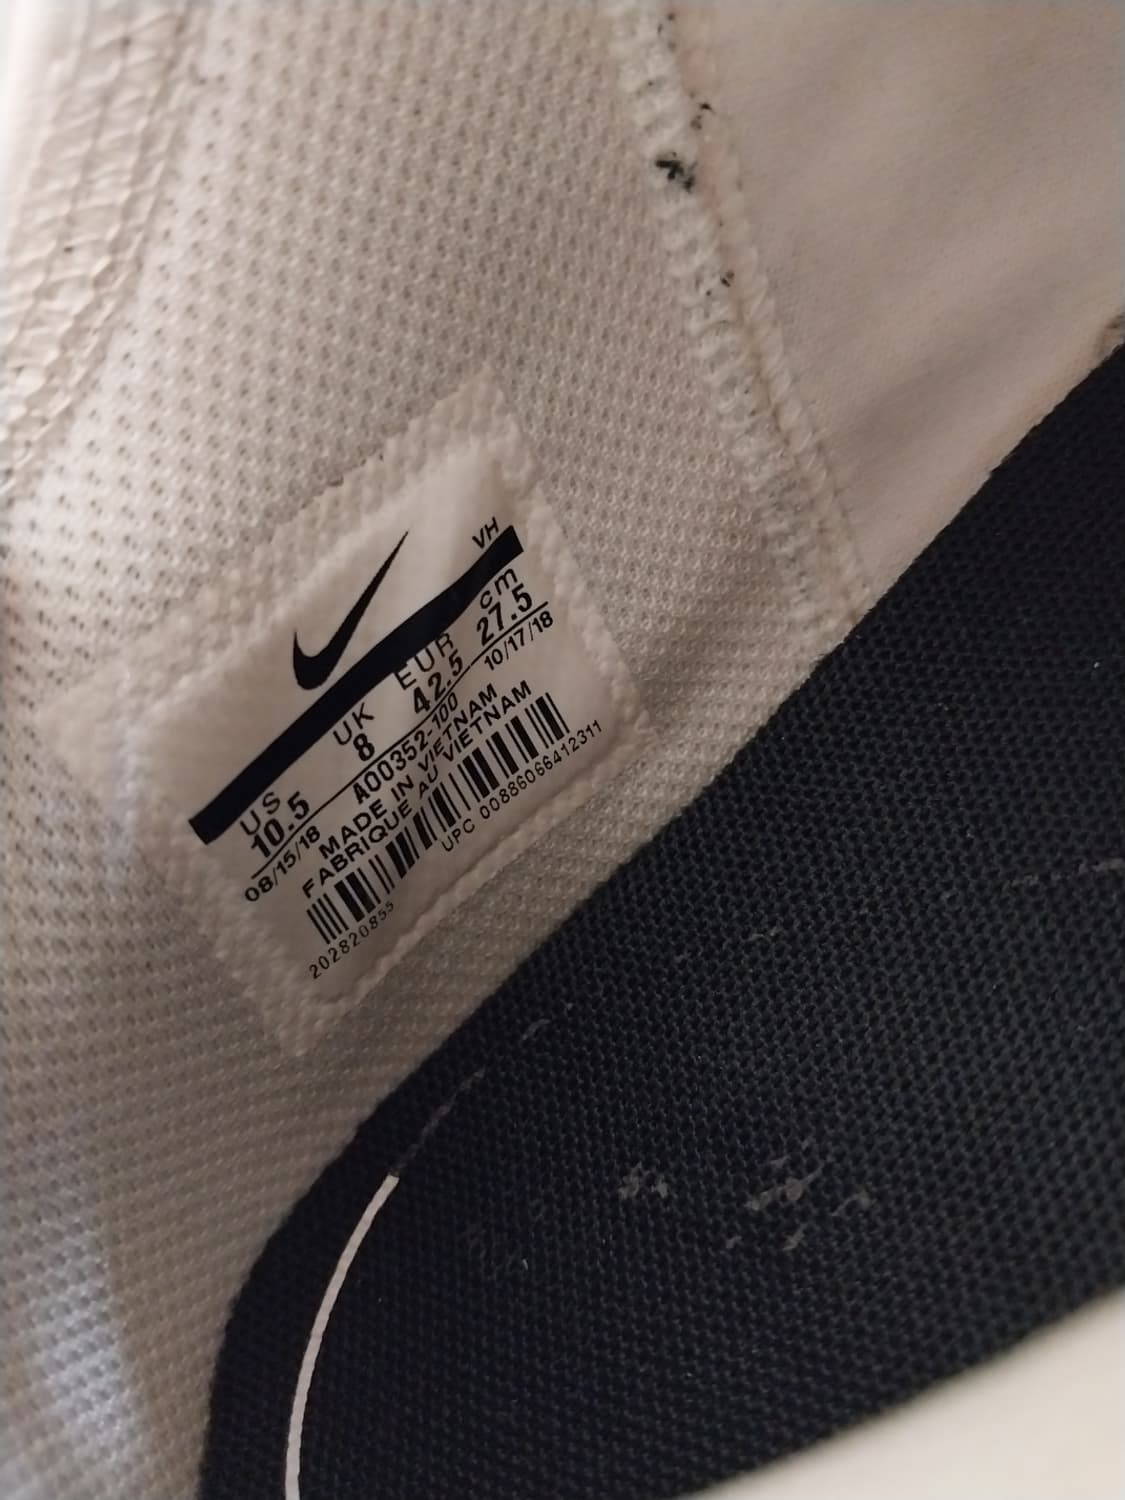 VH
US UK EUR cm
10.5 8 42.5 27.5
08/15/18 AO0352-100 10/17/18
MADE IN VIETNAM
FABRIQUE AU VIETNAM
UPC 00886066412311
202820855